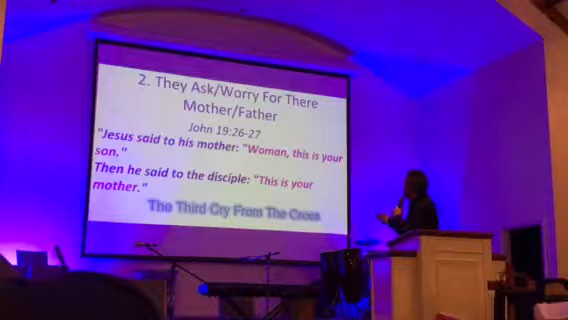 2. They Ask/Worry For There
Mother/Father
John 19:26-27
"Jesus said to his mother: "Woman, this is your
son."
Then he said to the disciple: "This is your
mother."
The Third Cry From The Cross